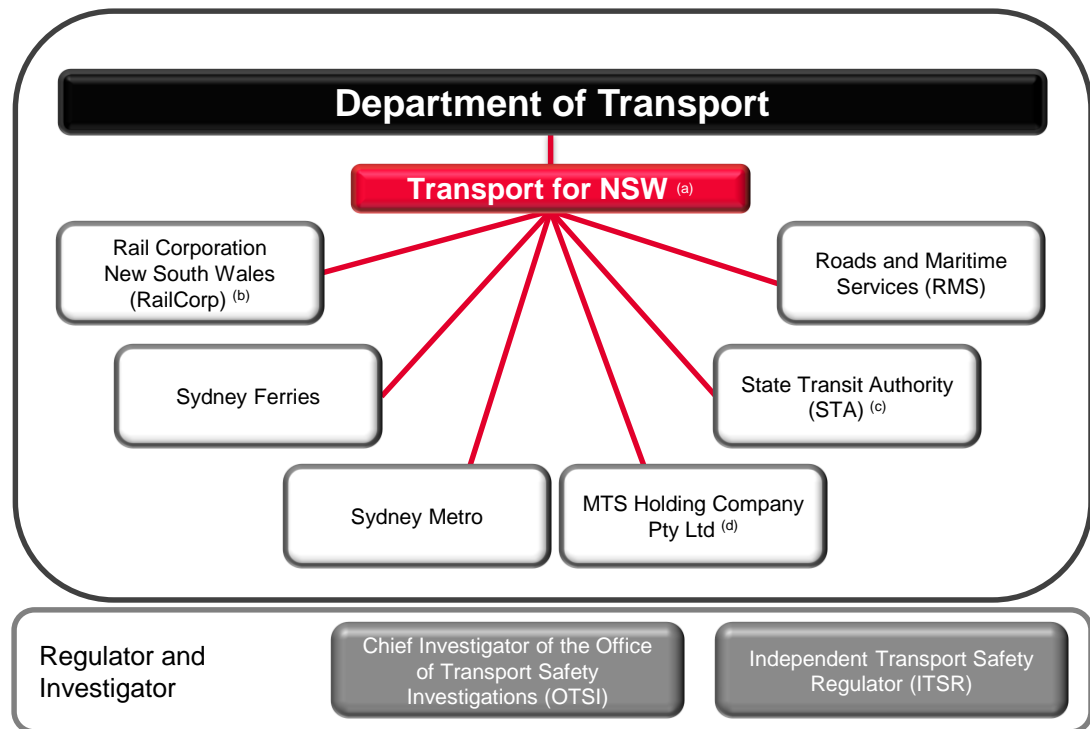 Department of Transport
Transport for NSW (a)
Rail Corporation
New South Wales
(RailCorp) (b)
Roads and Maritime
Services (RMS)
Sydney Ferries
State Transit Authority
(STA) (c)
Sydney Metro
MTS Holding Company
Pty Ltd (d)
Regulator and
Investigator
Chief Investigator of the Office
of Transport Safety
Investigations (OTSI)
Independent Transport Safety
Regulator (ITSR)